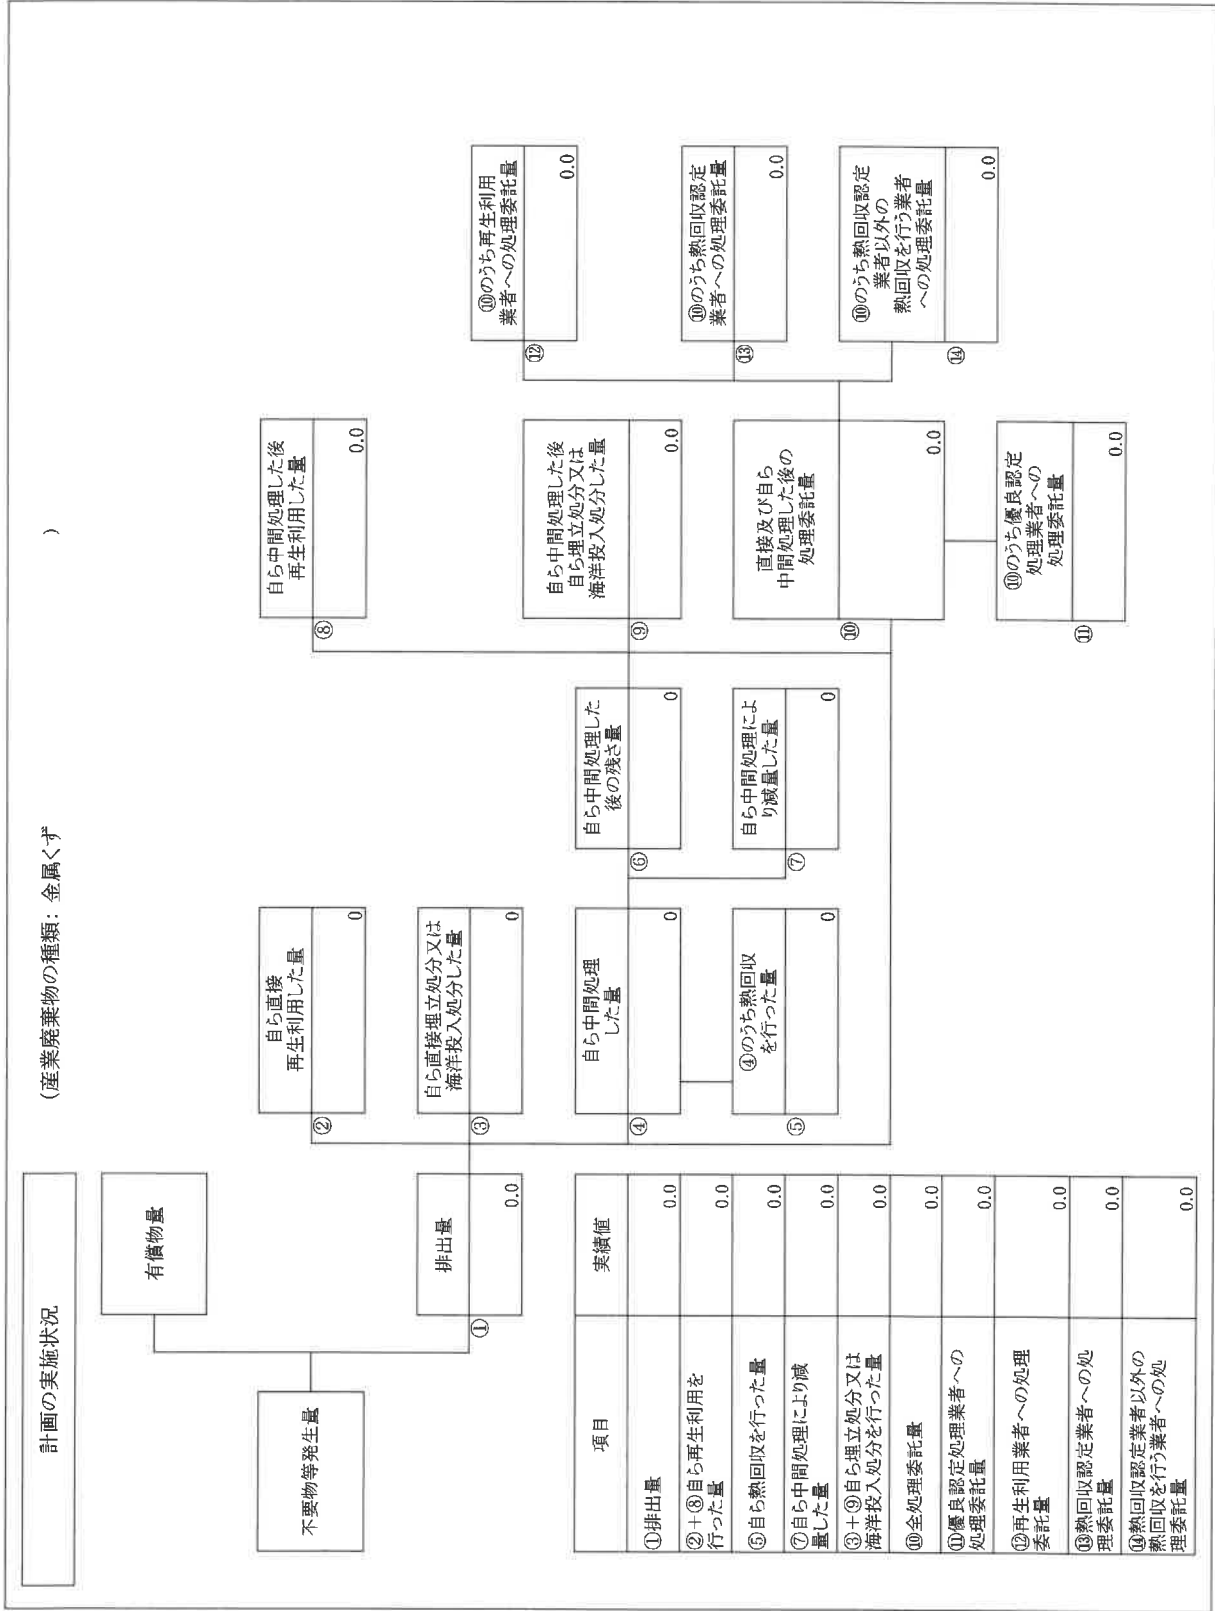 計画の実施状況
(産業廃棄物の種類: 金属くず
)
有償物量
不要物等発生量
排出量
①
0.0
自ら直接
再生利用した量
②
0
自ら直接埋立処分又は
海洋投入処分した量
③
0
自ら中間処理
した量
④
0
④のうち熱回収
を行った量
⑤
0
自ら中間処理した
後の残さ量
⑥
0
自ら中間処理によ
り減量した量
⑦
0
自ら中間処理した後
再生利用した量
⑧
0.0
自ら中間処理した後
自ら埋立処分又は
海洋投入処分した量
⑨
0.0
直接及び自ら
中間処理した後の
処理委託量
⑩
0.0
⑩のうち優良認定
処理業者への
処理委託量
⑪
0.0
⑩のうち再生利用
業者への処理委託量
⑫
0.0
⑩のうち熱回収認定
業者への処理委託量
⑬
0.0
⑩のうち熱回収認定
業者以外の
熱回収を行う業者
への処理委託量
⑭
0.0
項目
実績値
①排出量
0.0
②+⑧自ら再生利用を
行った量
0.0
⑤自ら熱回収を行った量
0.0
⑦自ら中間処理により減
量した量
0.0
③+⑨自ら埋立処分又は
海洋投入処分を行った量
0.0
⑩全処理委託量
0.0
⑪優良認定処理業者への
処理委託量
0.0
⑫再生利用業者への処理
委託量
0.0
⑬熱回収認定業者への処
理委託量
0.0
⑭熱回収認定業者以外の
熱回収を行う業者への処
理委託量
0.0